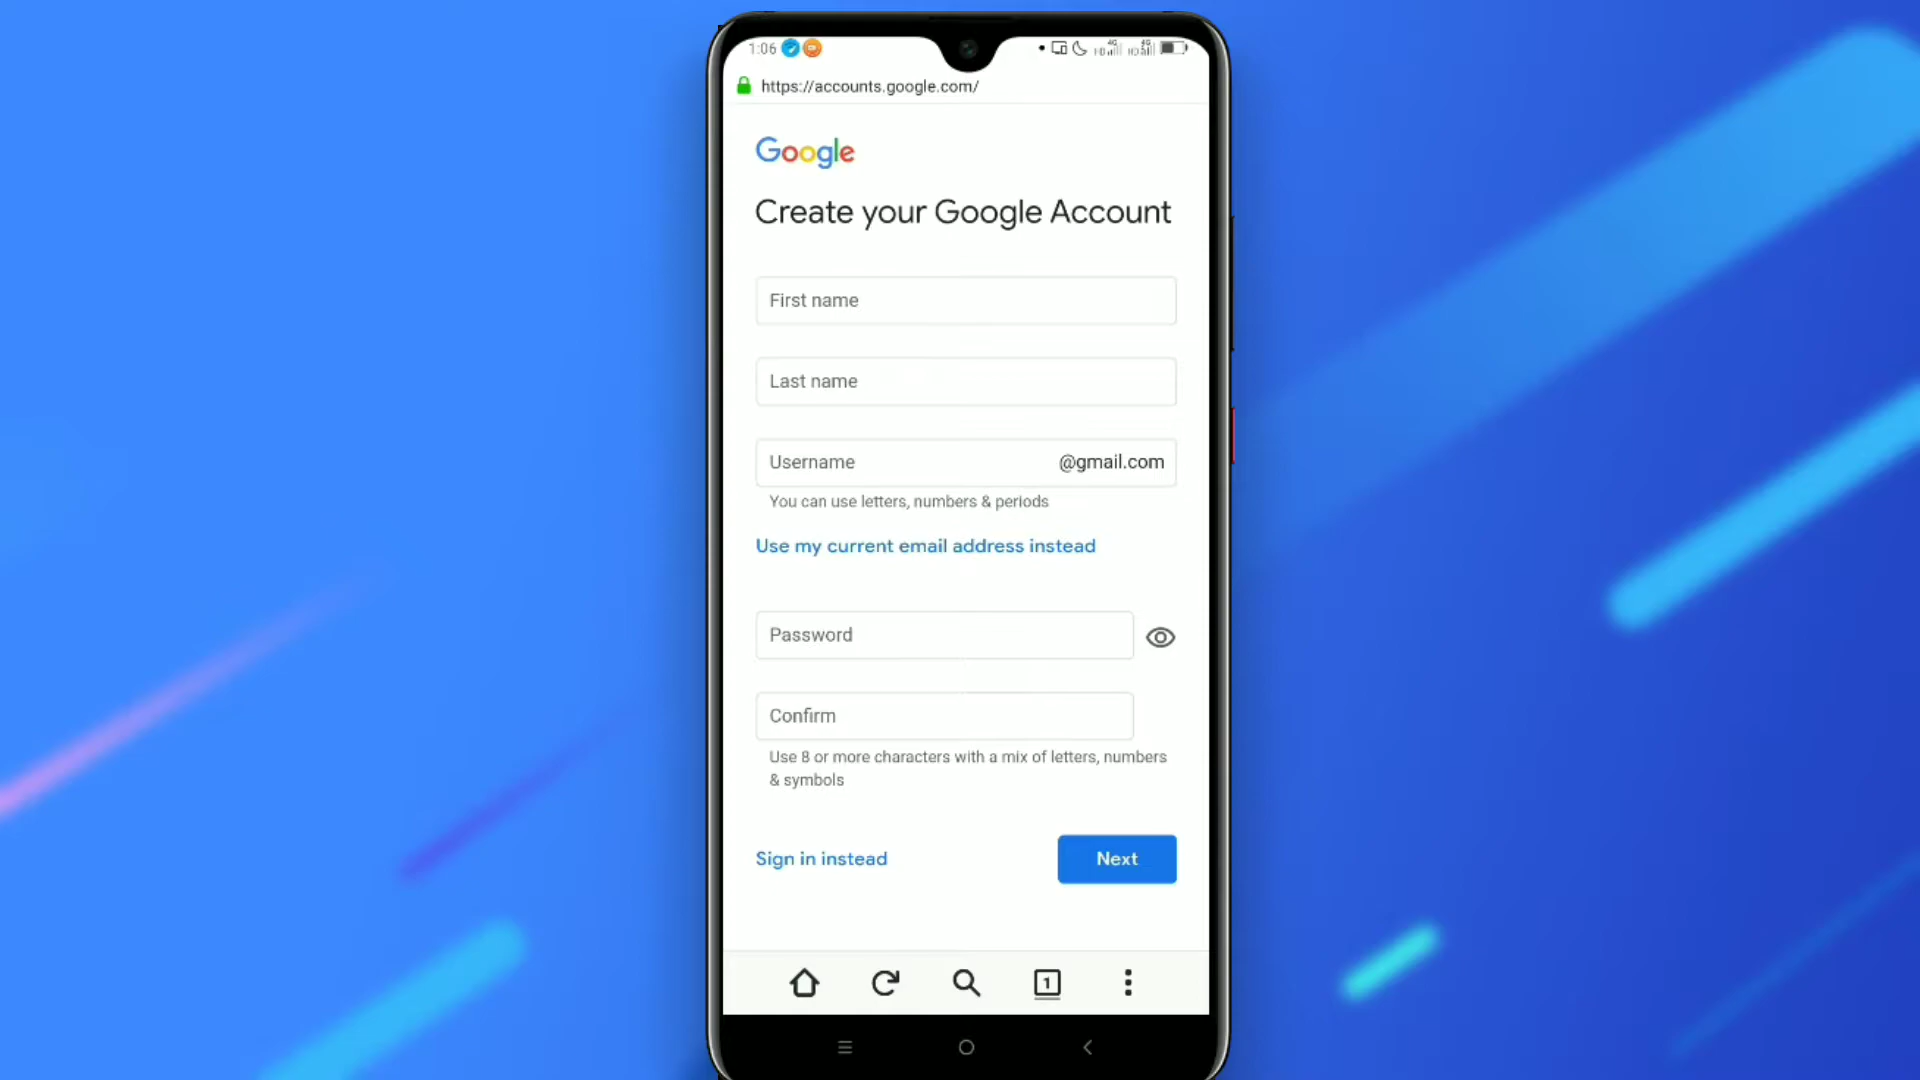 1:06
https://accounts.google.com/
Google
Create your Google Account
First name
Last name
Username @gmail.com
You can use letters, numbers & periods
Use my current email address instead
Password
Confirm
Use 8 or more characters with a mix of letters, numbers
& symbols
Sign in instead Next
1